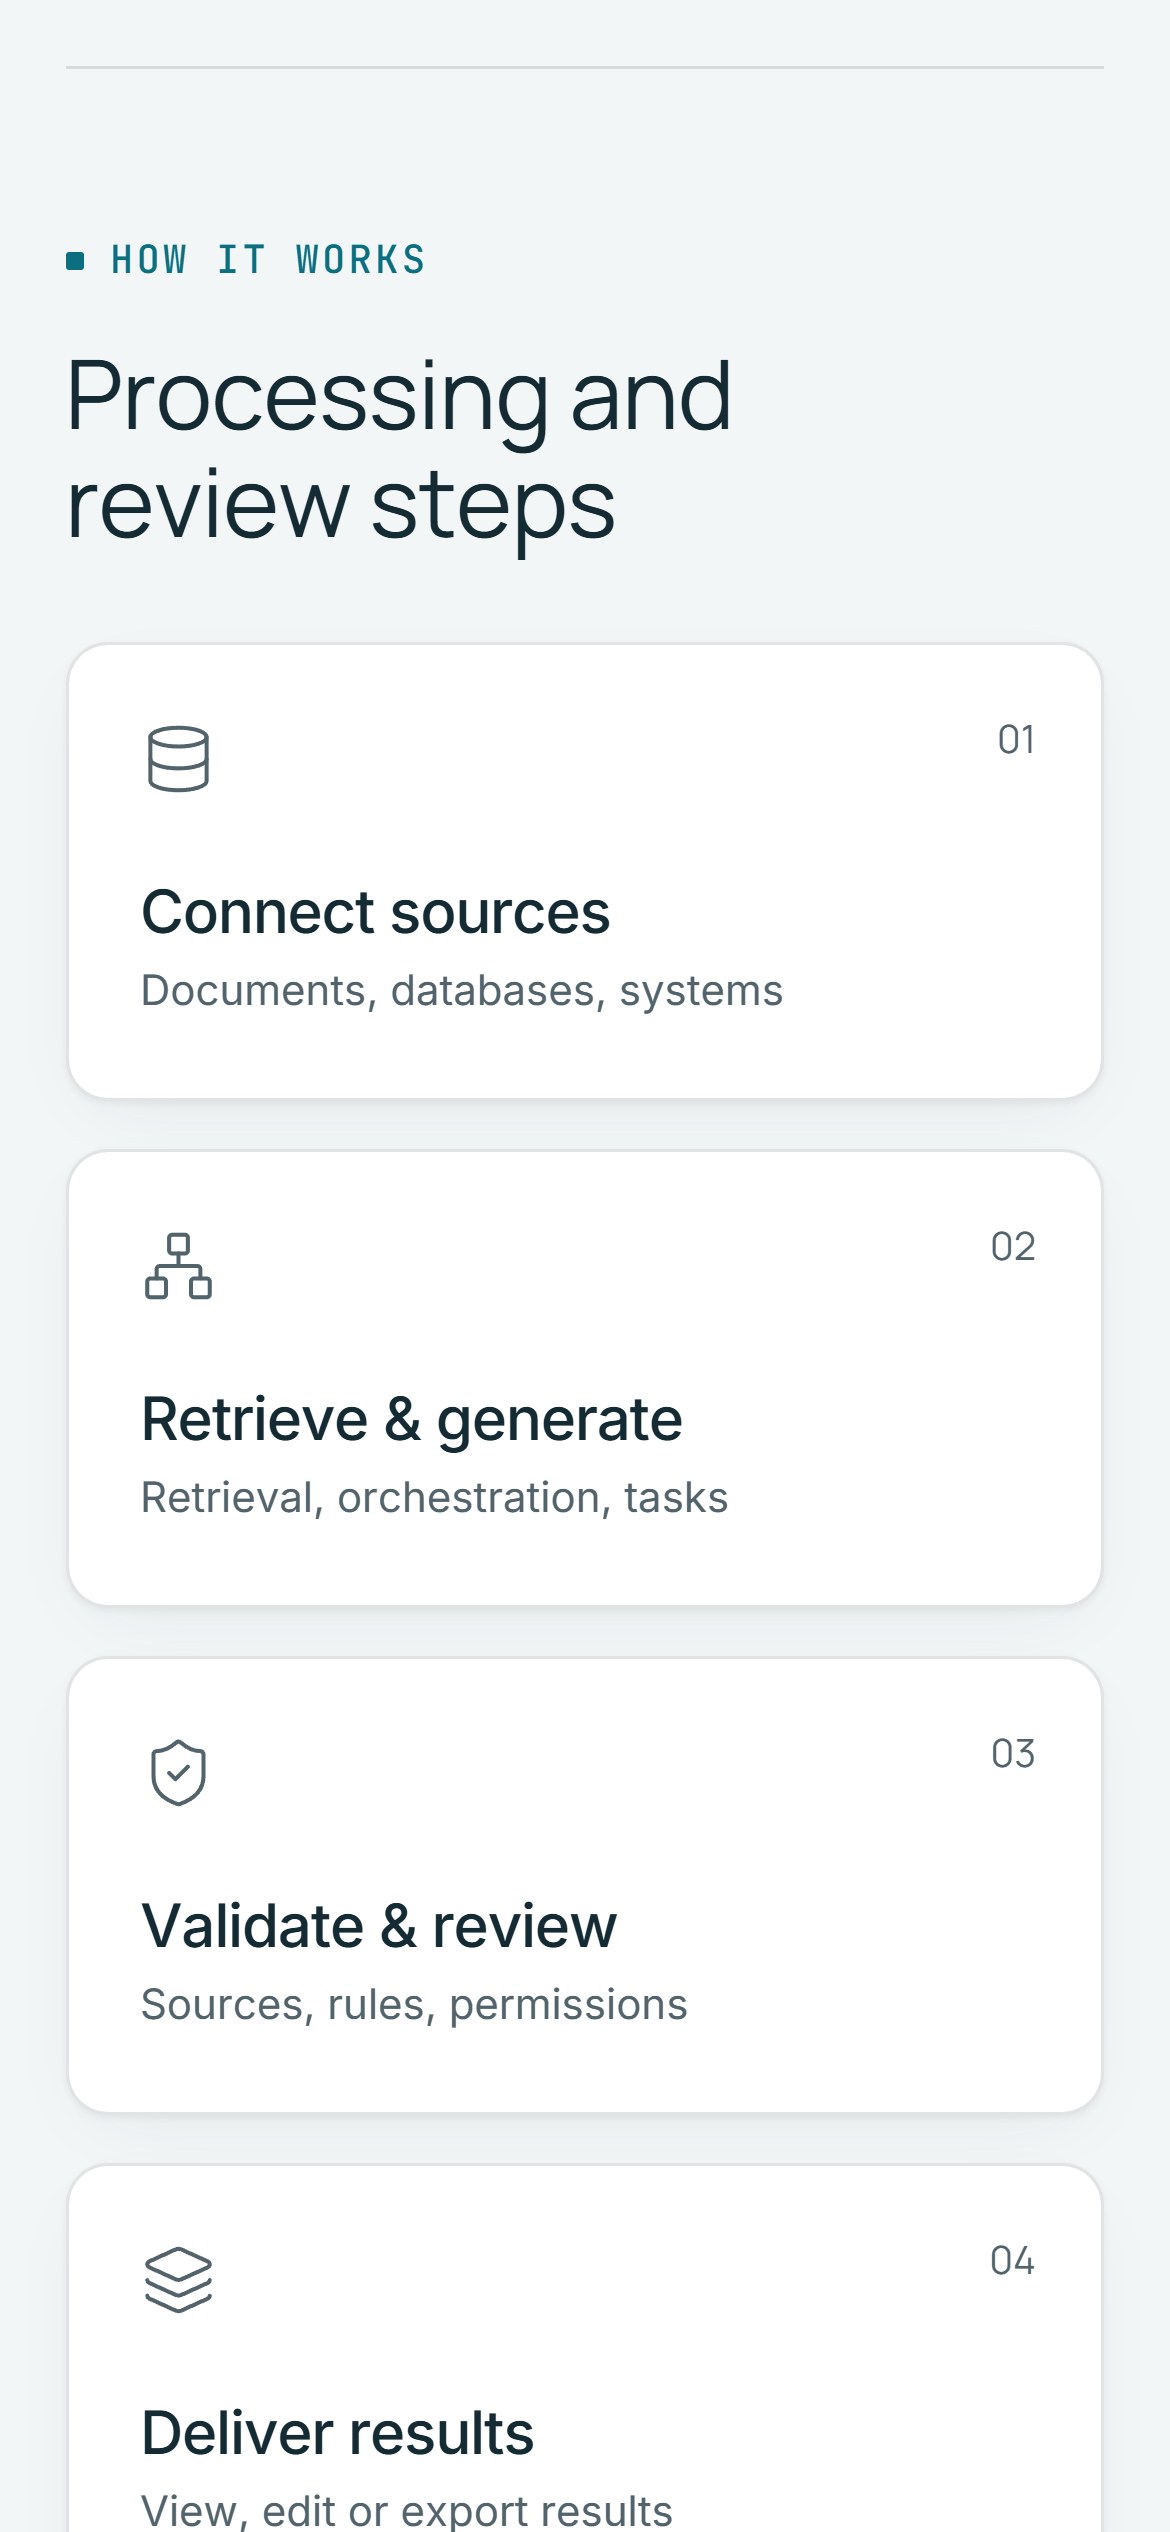 HOW IT WORKS
Processing and
review steps
01
Connect sources
Documents, databases, systems
02
Retrieve & generate
Retrieval, orchestration, tasks
03
Validate & review
Sources, rules, permissions
04
Deliver results
View, edit or export results